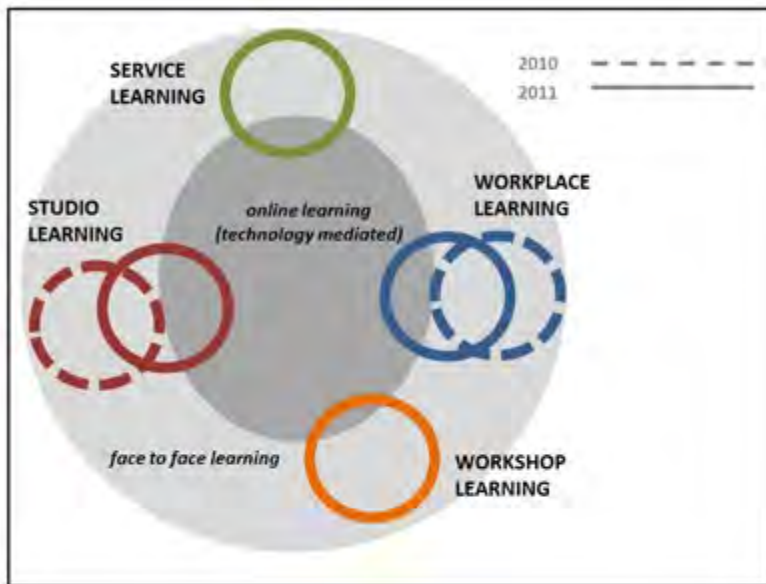 SERVICE
LEARNING
2010
2011
STUDIO
LEARNING
online learning
(technology mediated)
WORKPLACE
LEARNING
face to face learning
WORKSHOP
LEARNING